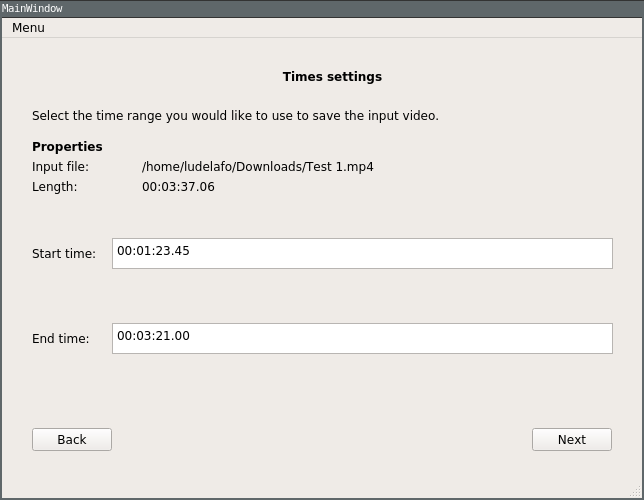 MainWindow
Menu
Times settings
Select the time range you would like to use to save the input video.
Properties
Input file: /home/ludelafo/Downloads/Test 1.mp4
Length: 00:03:37.06
Start time: 00:01:23.45
End time: 00:03:21.00
Back Next